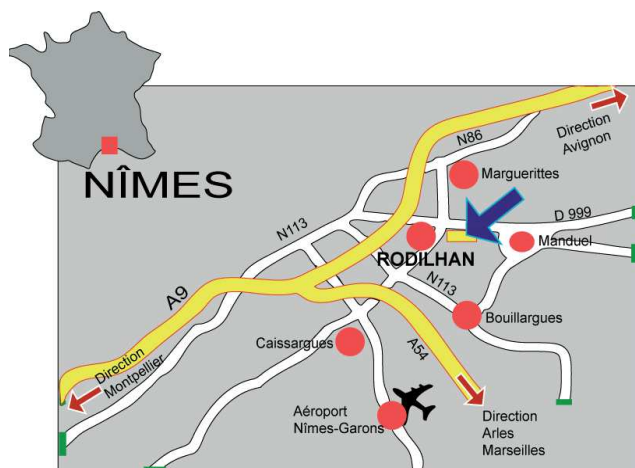 NÎMES
N86
Direction
Avignon
Marguerittes
D 999
N113
RODILHAN
Manduel
A9
N113
Bouillargues
Caissargues
A54
Direction
Montpellier
Aéroport
Nîmes-Garons
Direction
Arles
Marseilles